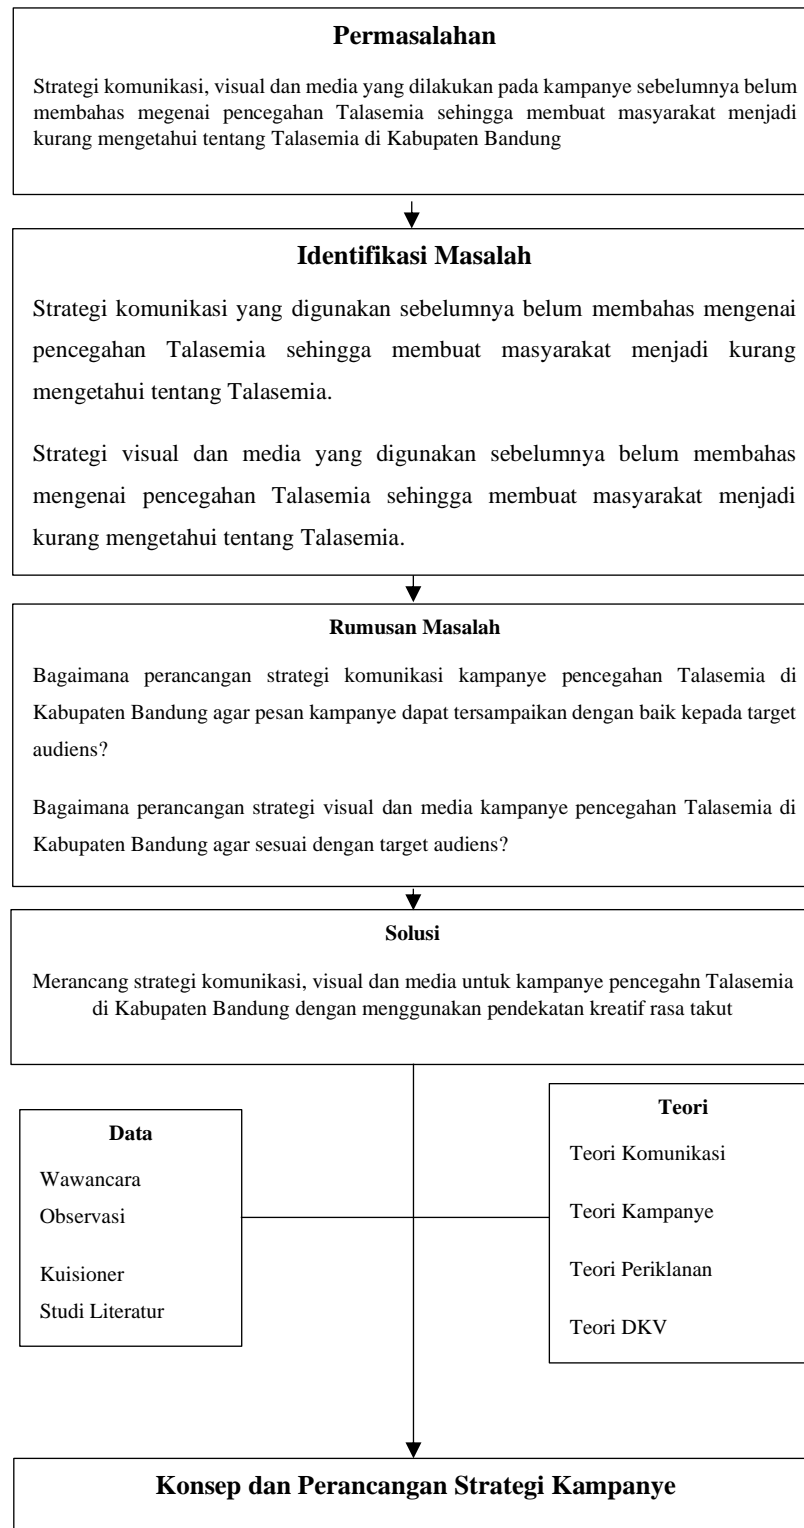 Permasalahan
Strategi komunikasi, visual dan media yang dilakukan pada kampanye sebelumnya belum
membahas megenai pencegahan Talasemia sehingga membuat masyarakat menjadi
kurang mengetahui tentang Talasemia di Kabupaten Bandung
Identifikasi Masalah
Strategi komunikasi yang digunakan sebelumnya belum membahas mengenai
pencegahan Talasemia sehingga membuat masyarakat menjadi kurang
mengetahui tentang Talasemia.
Strategi visual dan media yang digunakan sebelumnya belum membahas
mengenai pencegahan Talasemia sehingga membuat masyarakat menjadi
kurang mengetahui tentang Talasemia.
Rumusan Masalah
Bagaimana perancangan strategi komunikasi kampanye pencegahan Talasemia di
Kabupaten Bandung agar pesan kampanye dapat tersampaikan dengan baik kepada target
audiens?
Bagaimana perancangan strategi visual dan media kampanye pencegahan Talasemia di
Kabupaten Bandung agar sesuai dengan target audiens?
Solusi
Merancang strategi komunikasi, visual dan media untuk kampanye pencegahn Talasemia
di Kabupaten Bandung dengan menggunakan pendekatan kreatif rasa takut
Data
Wawancara
Observasi
Kuisioner
Studi Literatur
Teori
Teori Komunikasi
Teori Kampanye
Teori Periklanan
Teori DKV
Konsep dan Perancangan Strategi Kampanye